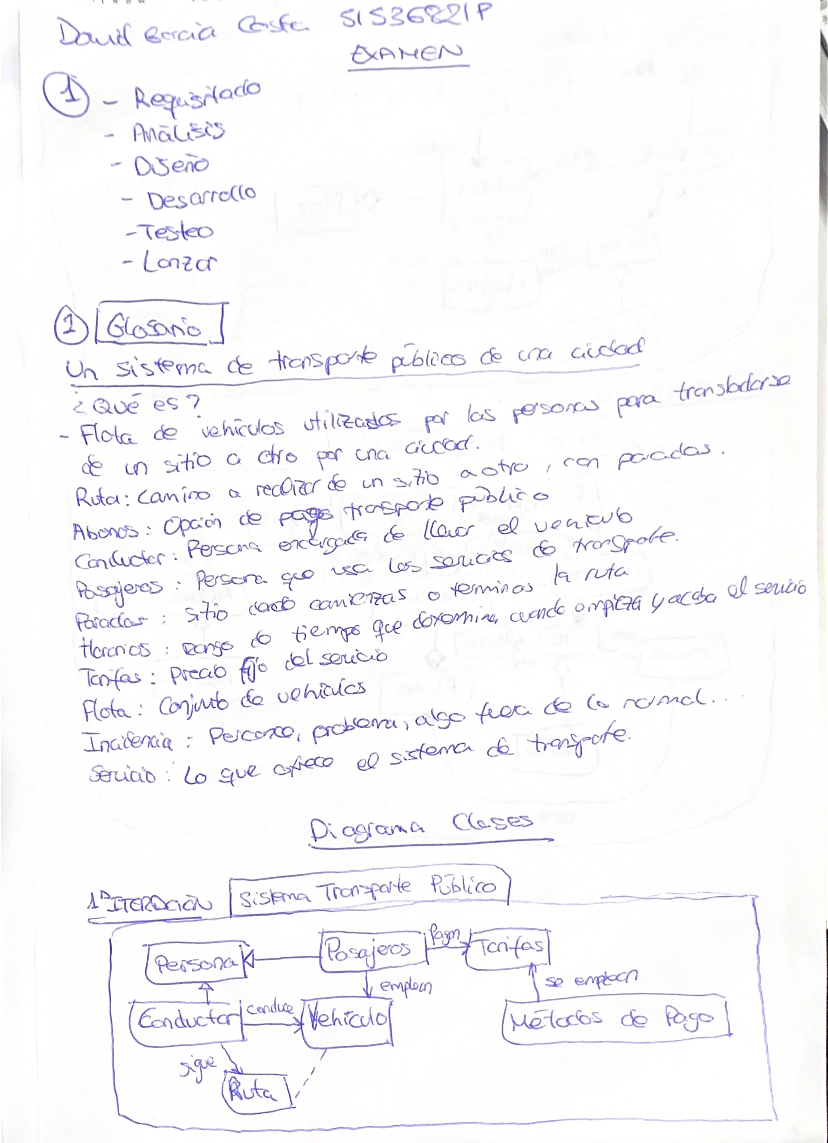 David García Costa 51536821P
EXAMEN
1 - Requisitado
- Análisis
- Diseño
- Desarrollo
- Testeo
- Lanzar
1 Glosario
Un sistema de transporte público de una ciudad
¿Qué es?
- Flota de vehículos utilizados por las personas para transladarse
de un sitio a otro por una ciudad.
Ruta: Camino a realizar de un sitio a otro, con paradas.
Abonos: Opción de pago transporte público
Conductor: Persona encargada de llevar el vehículo
Pasajeros: Persona que usa los servicios de transporte.
Paradas: sitio dodo comienzas o terminas la ruta
Horarios: rango de tiempo que determina cuando empieza y acaba el servicio
Tarifas: precio fijo del servicio
Flota: Conjunto de vehículos
Incidencia: Percance, problema, algo fuera de lo normal...
Servicio: Lo que ofrece el sistema de transporte.
Diagrama Clases
1ª ITERACIÓN Sistema Transporte Público
Persona Pasajeros Pagan Tarifas
emplean se emplean
Conductor conduce Vehículo Métodos de Pago
sigue
Ruta